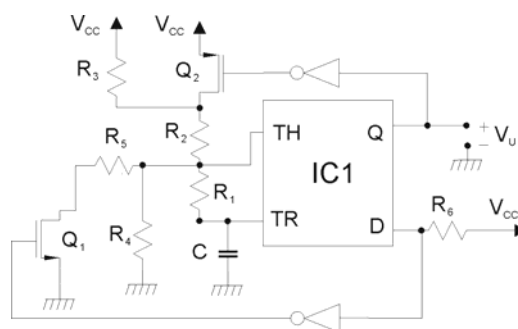 V_CC V_CC
R_3
Q_2
R_2
R_5
TH
Q
+
V_U
−
IC1
R_1
Q_1
R_4
TR
D
R_6
V_CC
C